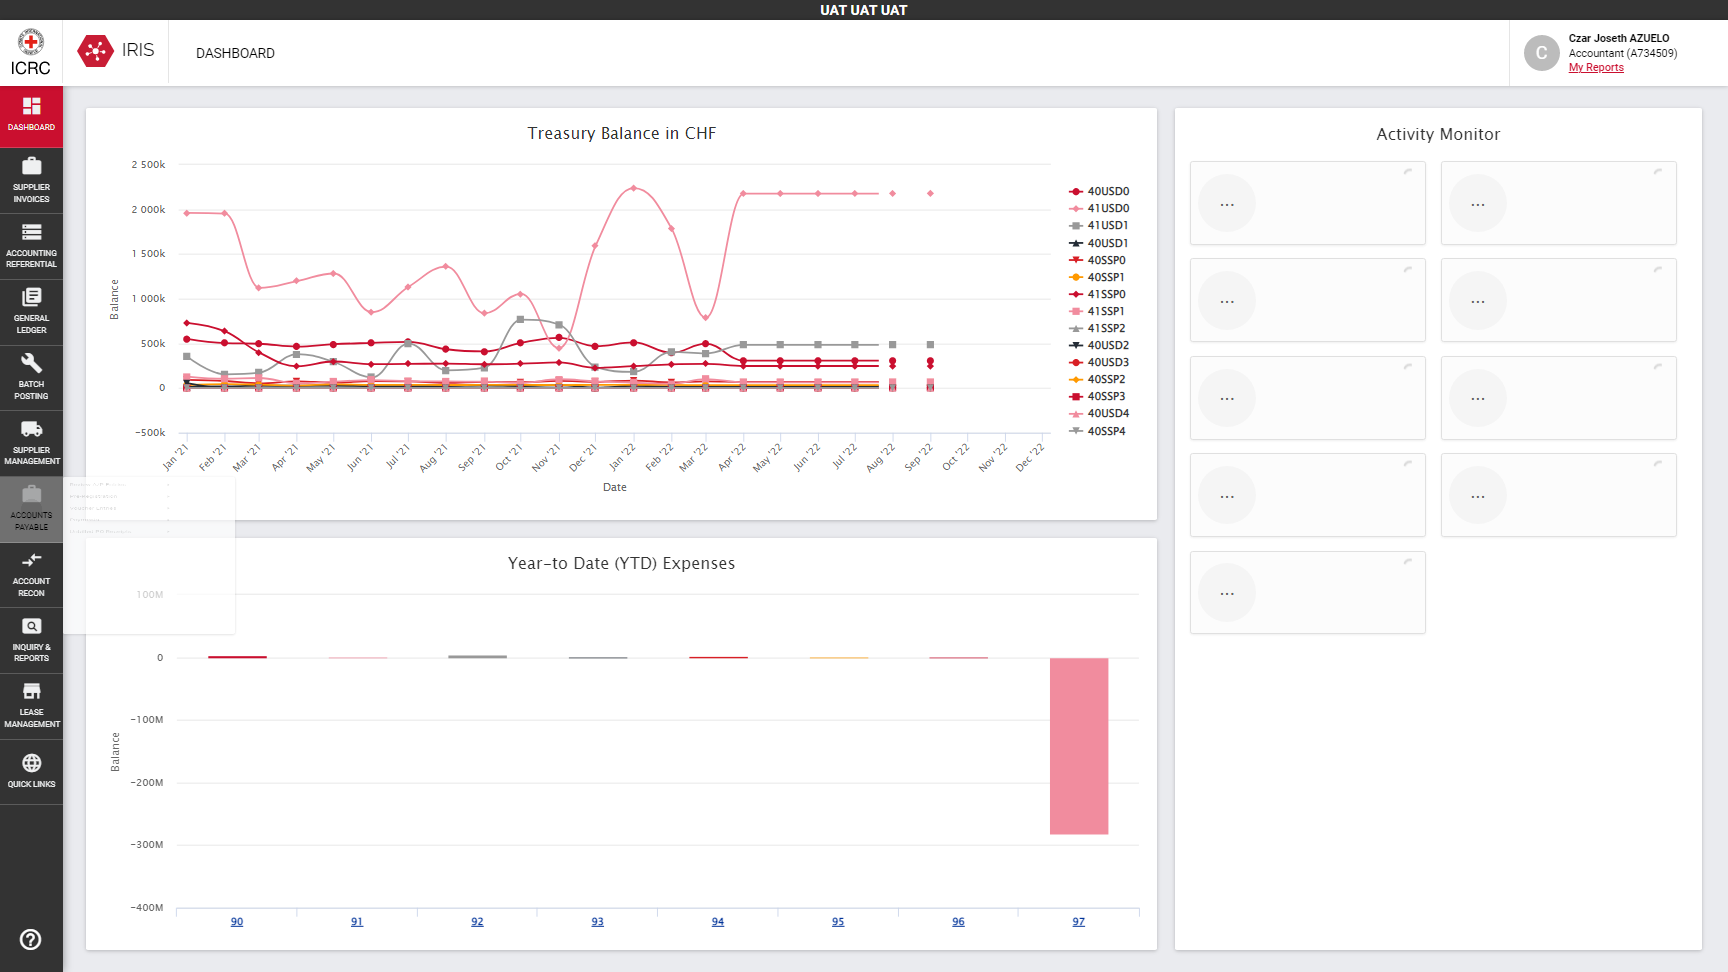 UAT UAT UAT
ICRC
IRIS
DASHBOARD
C
Czar Joseth AZUELO
Accountant (A734509)
My Reports
DASHBOARD
SUPPLIER
INVOICES
ACCOUNTING
REFERENTIAL
GENERAL
LEDGER
BATCH
POSTING
SUPPLIER
MANAGEMENT
ACCOUNTS
PAYABLE
ACCOUNT
RECON
INQUIRY &
REPORTS
LEASE
MANAGEMENT
QUICK LINKS
Treasury Balance in CHF
2 500k
2 000k
1 500k
1 000k
500k
0
-500k
Balance
Jan '21
Feb '21
Mar '21
Apr '21
May '21
Jun '21
Jul '21
Aug '21
Sep '21
Oct '21
Nov '21
Dec '21
Jan '22
Feb '22
Mar '22
Apr '22
May '22
Jun '22
Jul '22
Aug '22
Sep '22
Oct '22
Nov '22
Dec '22
Date
40USD0
41USD0
41USD1
40USD1
40SSP0
40SSP1
41SSP0
41SSP1
41SSP2
40USD2
40USD3
40SSP2
40SSP3
40USD4
40SSP4
Year-to Date (YTD) Expenses
100M
0
-100M
-200M
-300M
-400M
Balance
90
91
92
93
94
95
96
97
Activity Monitor
...
...
...
...
...
...
...
...
...